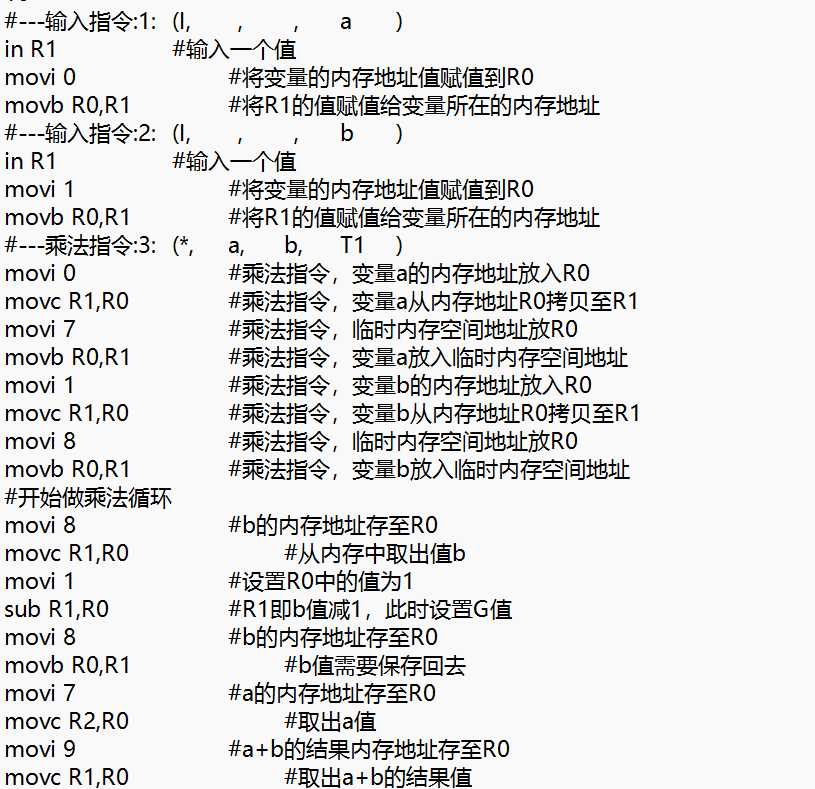 #---输入指令:1: (I, , , a )
in R1 #输入一个值
movi 0 #将变量的内存地址值赋值到R0
movb R0,R1 #将R1的值赋值给变量所在的内存地址
#---输入指令:2: (I, , , b )
in R1 #输入一个值
movi 1 #将变量的内存地址值赋值到R0
movb R0,R1 #将R1的值赋值给变量所在的内存地址
#---乘法指令:3: (*, a, b, T1 )
movi 0 #乘法指令，变量a的内存地址放入R0
movc R1,R0 #乘法指令，变量a从内存地址R0拷贝至R1
movi 7 #乘法指令，临时内存空间地址放R0
movb R0,R1 #乘法指令，变量a放入临时内存空间地址
movi 1 #乘法指令，变量b的内存地址放入R0
movc R1,R0 #乘法指令，变量b从内存地址R0拷贝至R1
movi 8 #乘法指令，临时内存空间地址放R0
movb R0,R1 #乘法指令，变量b放入临时内存空间地址
#开始做乘法循环
movi 8 #b的内存地址存至R0
movc R1,R0 #从内存中取出值b
movi 1 #设置R0中的值为1
sub R1,R0 #R1即b值减1，此时设置G值
movi 8 #b的内存地址存至R0
movb R0,R1 #b值需要保存回去
movi 7 #a的内存地址存至R0
movc R2,R0 #取出a值
movi 9 #a+b的结果内存地址存至R0
movc R1,R0 #取出a+b的结果值